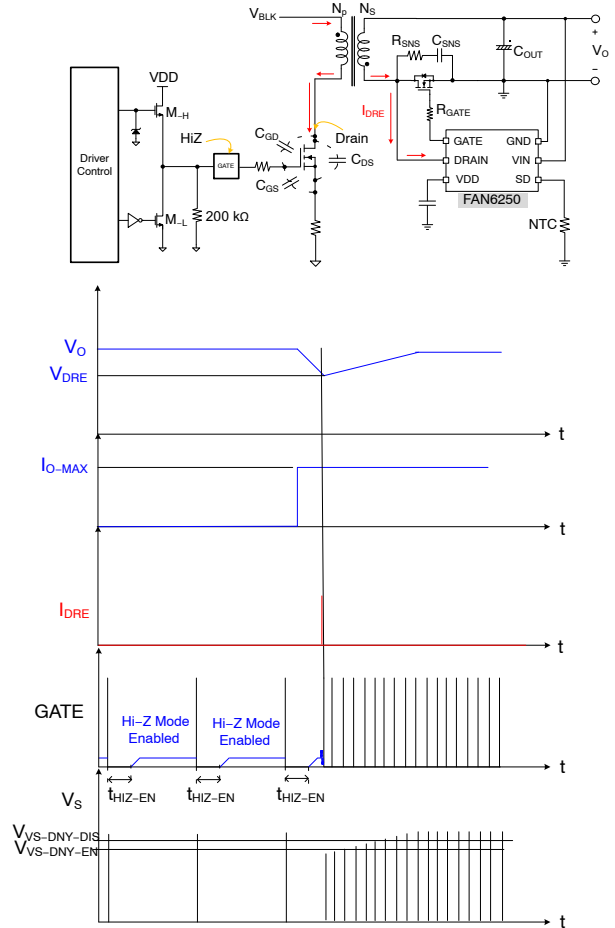 VBLK
NP
NS
RSNS
CSNS
COUT
+
VO
−
VDD
M−H
IDRE
RGATE
HiZ
CGD
Drain
GATE
GND
Driver
Control
GATE
CDS
DRAIN
VIN
CGS
VDD
SD
M−L
200 kΩ
FAN6250
NTC
VO
VDRE
t
IO−MAX
t
IDRE
t
GATE
Hi−Z Mode
Enabled
Hi−Z Mode
Enabled
t
tHIZ−EN
tHIZ−EN
tHIZ−EN
VS
VVS−DNY−DIS
VVS−DNY−EN
t